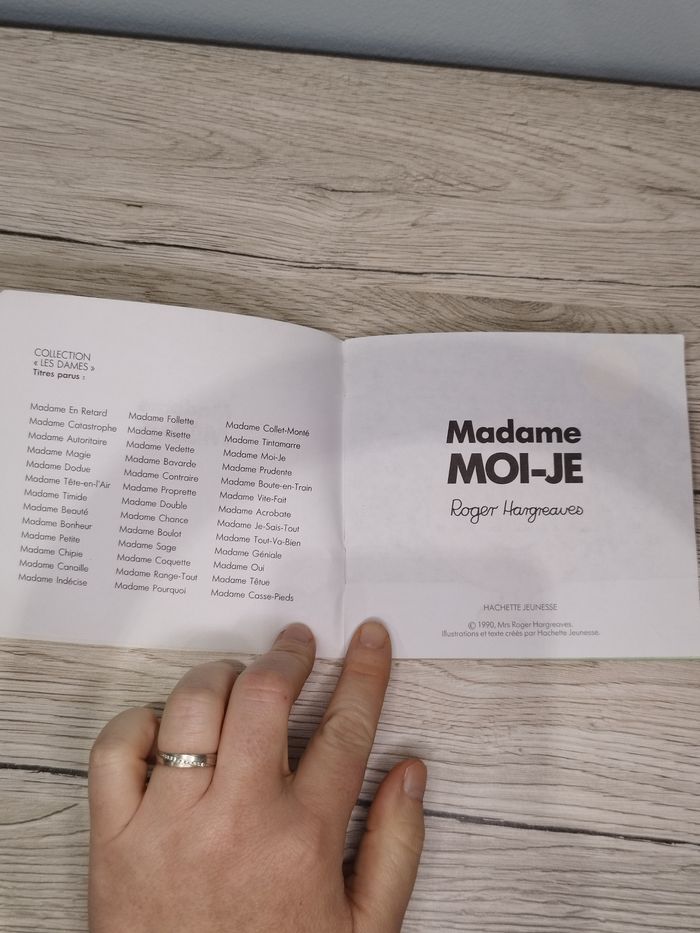 COLLECTION
« LES DAMES »
Titres parus :
Madame En Retard
Madame Catastrophe
Madame Autoritaire
Madame Magie
Madame Dodue
Madame Tête-en-l'Air
Madame Timide
Madame Beauté
Madame Bonheur
Madame Petite
Madame Chipie
Madame Canaille
Madame Indécise
Madame Follette
Madame Risette
Madame Vedette
Madame Bavarde
Madame Contraire
Madame Proprette
Madame Double
Madame Chance
Madame Boulot
Madame Sage
Madame Coquette
Madame Range-Tout
Madame Pourquoi
Madame Collet-Monté
Madame Tintamarre
Madame Moi-Je
Madame Prudente
Madame Boute-en-Train
Madame Vite-Fait
Madame Acrobate
Madame Je-Sais-Tout
Madame Tout-Va-Bien
Madame Géniale
Madame Oui
Madame Têtue
Madame Casse-Pieds
Madame
MOI-JE
Roger Hargreaves
HACHETTE JEUNESSE
© 1990, Mrs Roger Hargreaves.
Illustrations et texte créés par Hachette Jeunesse.